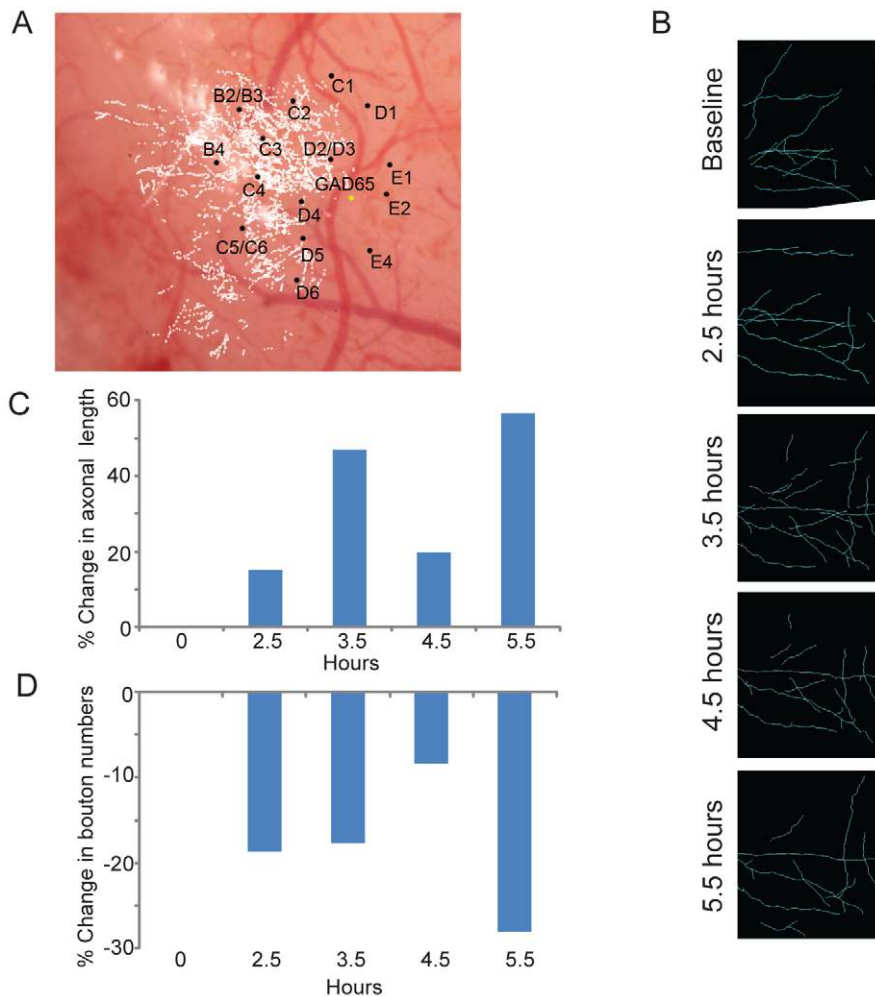 A
C1
B2/B3
C2
D1
C3
D2/D3
B4
E1
C4
GAD65
E2
D4
C5/C6
D5
E4
D6
B
Baseline
2.5 hours
3.5 hours
4.5 hours
5.5 hours
C
% Change in axonal length
60
40
20
0
0 2.5 3.5 4.5 5.5
Hours
D
% Change in bouton numbers
0
-10
-20
-30
0 2.5 3.5 4.5 5.5
Hours